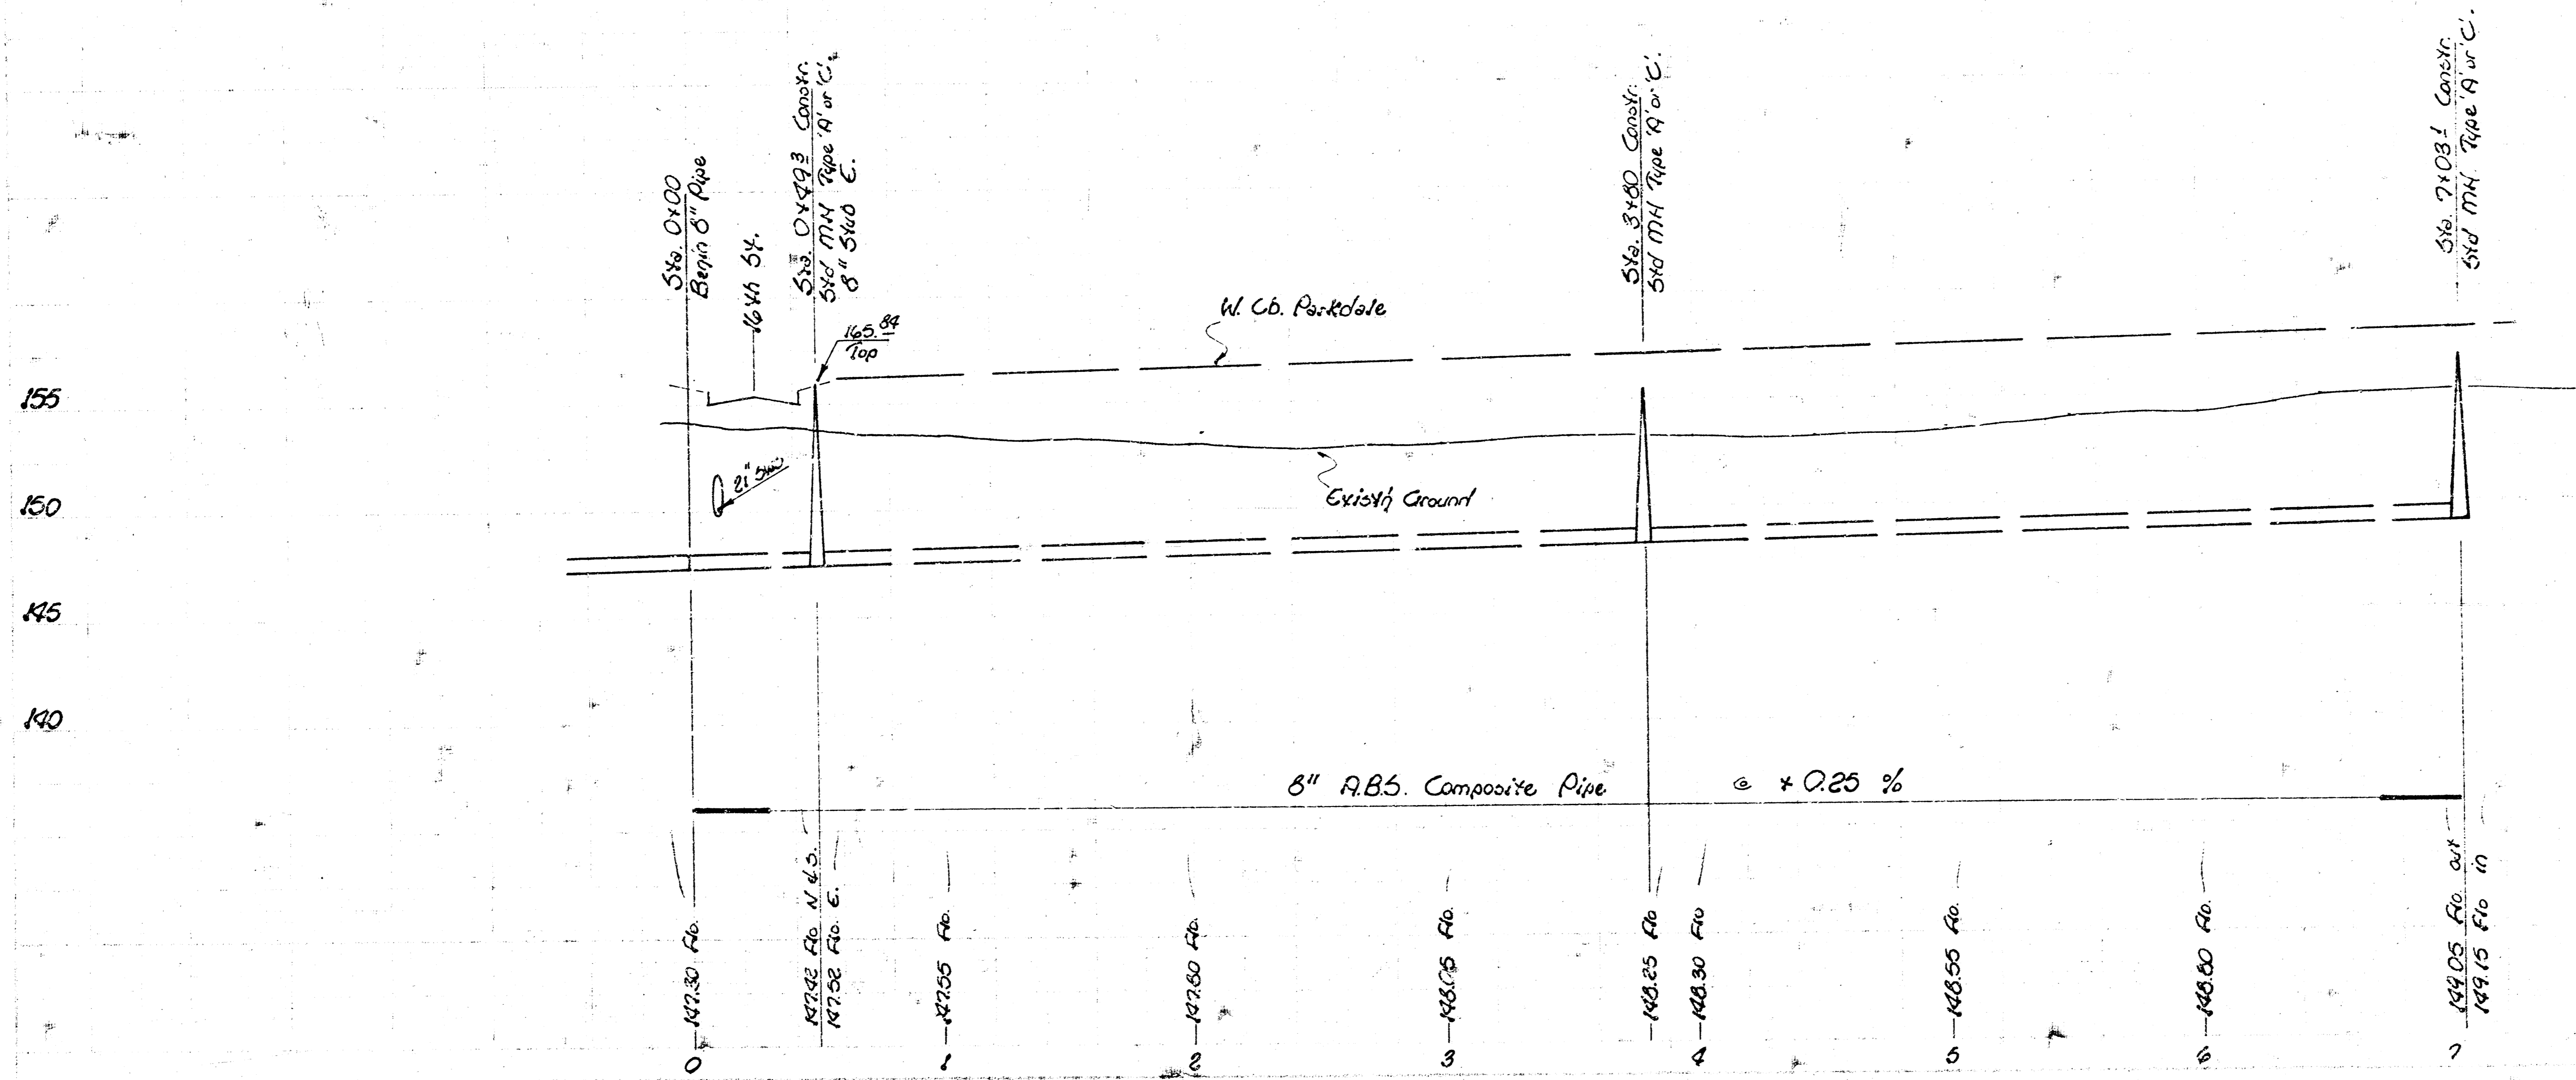 Sta. 0+00
Begin 8" Pipe
16th St.
Sta. 0+49.3 Constr.
Std MH Type 'A' or 'C'.
8" Stub E.
Sta. 3+80 Constr.
Std MH Type 'A' or 'C'.
Sta. 7+03.1 Constr.
Std MH. Type 'A' or 'C'.
165.84
Top
W. Cb. Parkdale
155
21" Stub
150
Exist'g Ground
145
140
8" A.B.S. Composite Pipe @ + 0.25 %
147.30 Flo.
147.42 Flo N & S.
147.52 Flo. E.
147.55 Flo.
147.80 Flo.
148.05 Flo.
148.25 Flo
148.30 Flo
148.55 Flo.
148.80 Flo.
149.05 Flo. out
149.15 Flo in
0 1 2 3 4 5 6 7